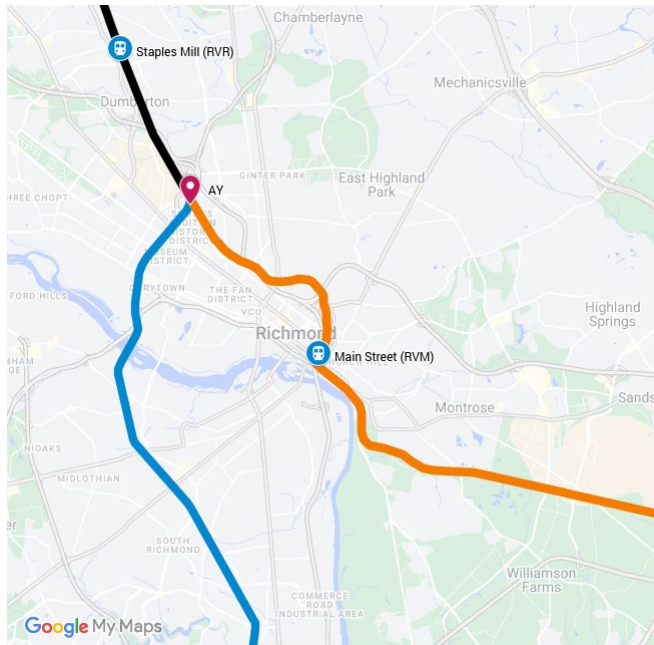 Chamberlayne
Staples Mill (RVR)
Mechanicsville
Dumbarton
GINTER PARK
East Highland
Park
AY
THREE CHOPT
HISTORIC
DISTRICT
MUSEUM
DISTRICT
THE FAN
DISTRICT
VCU
Highland
Springs
Richmond
Main Street (RVM)
Montrose
Sands
MIDLOTHIAN
SOUTH
RICHMOND
COMMERCE
ROAD
INDUSTRIAL AREA
Williamson
Farms
Google My Maps